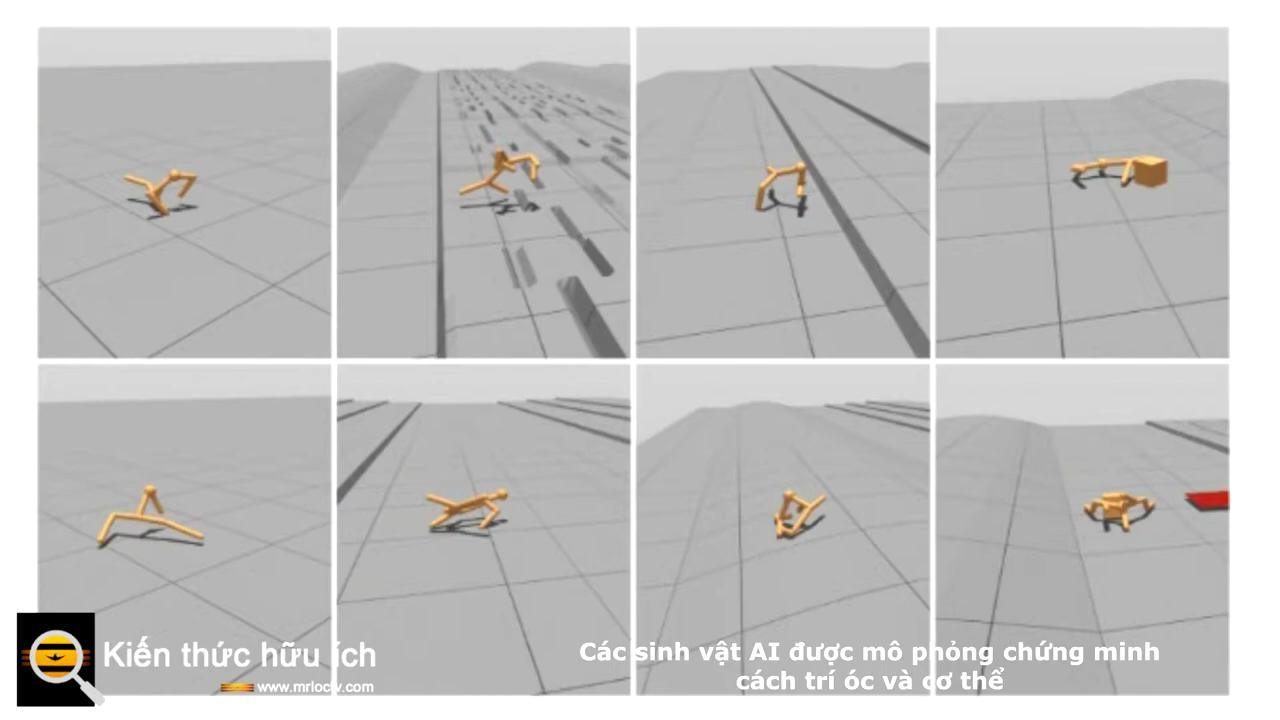 Kiến thức hữu ích
www.mrloctv.com
Các sinh vật AI được mô phỏng chứng minh
cách trí óc và cơ thể